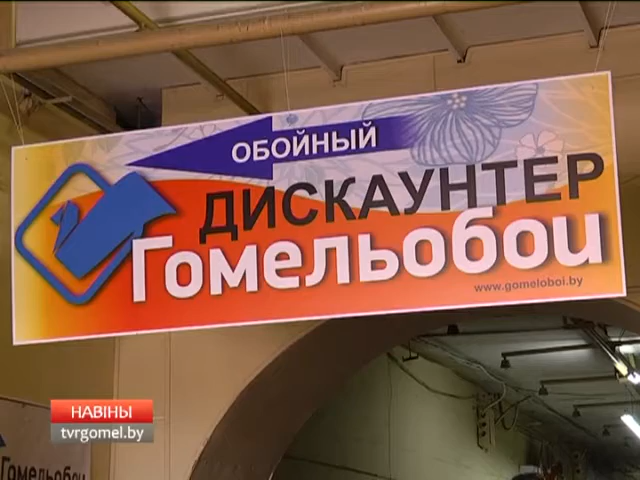 ОБОЙНЫЙ
ДИСКАУНТЕР
Гомельобои
www.gomeloboi.by
НАВІНЫ
tvrgomel.by
Гомельобои